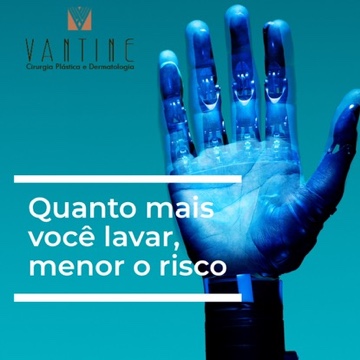 VANTINE
Cirurgia Plástica e Dermatologia
Quanto mais
você lavar,
menor o risco